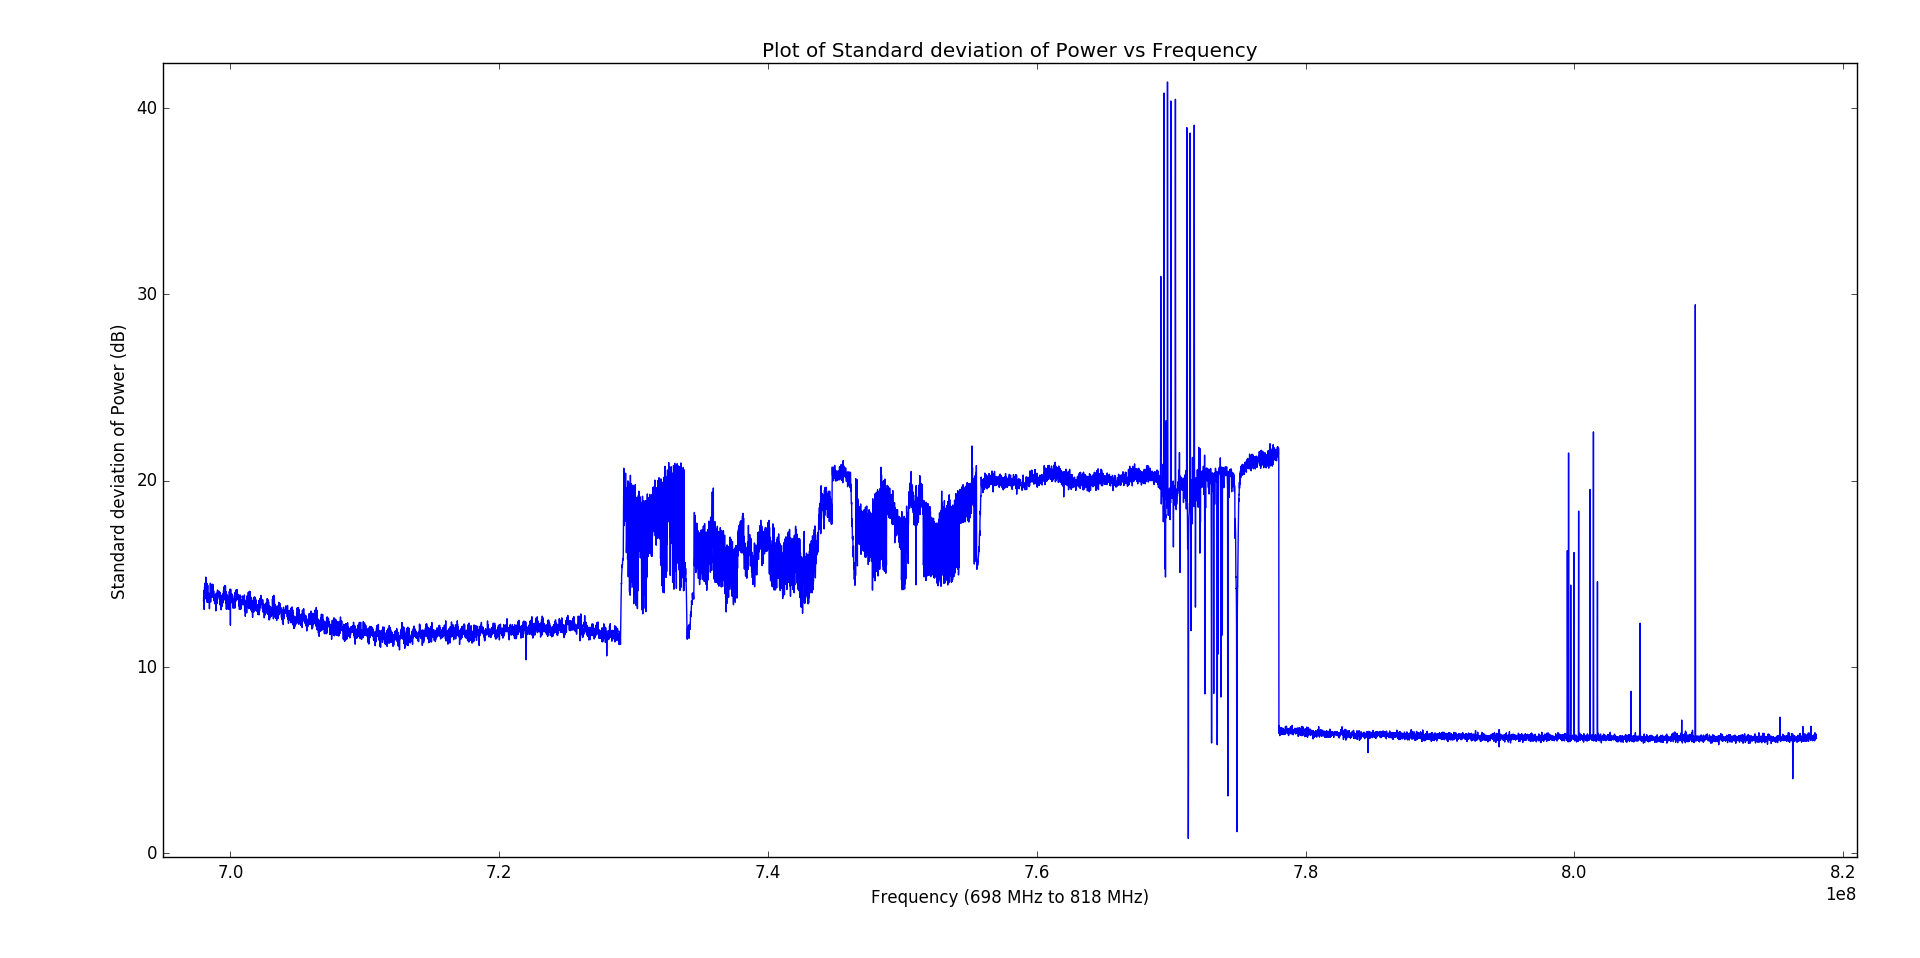 Plot of Standard deviation of Power vs Frequency
40
30
20
10
0
Standard deviation of Power (dB)
7.0 7.2 7.4 7.6 7.8 8.0 8.2
1e8
Frequency (698 MHz to 818 MHz)